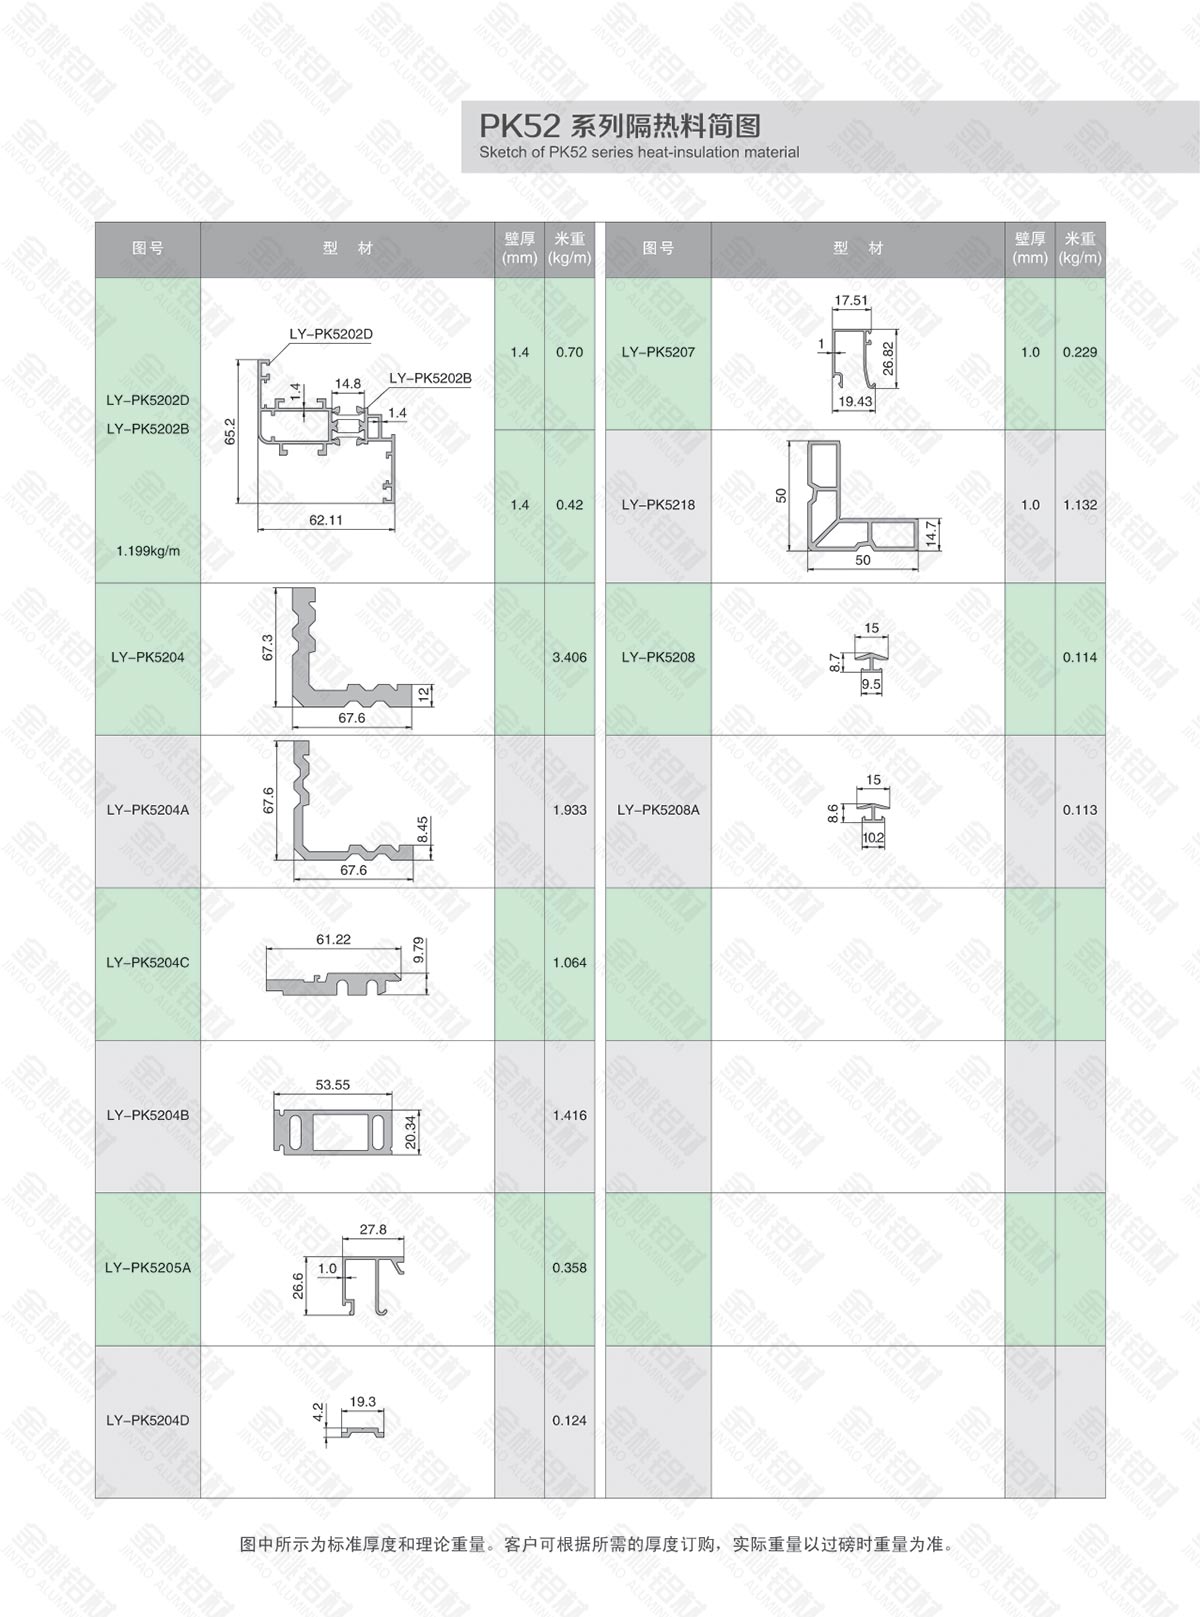 PK52 系列隔热料简图
Sketch of PK52 series heat-insulation material
图号 型 材 壁厚(mm) 米重(kg/m)
LY-PK5202D
LY-PK5202B
1.199kg/m
LY-PK5202D
LY-PK5202B
1.4
14.8
1.4
65.2
62.11
1.4 0.70
1.4 0.42
LY-PK5204
67.3
12
67.6
3.406
LY-PK5204A
67.6
8.45
67.6
1.933
LY-PK5204C
61.22
9.79
1.064
LY-PK5204B
53.55
20.34
1.416
LY-PK5205A
27.8
1.0
26.6
0.358
LY-PK5204D
19.3
4.2
0.124
图号 型 材 壁厚(mm) 米重(kg/m)
LY-PK5207
17.51
1
26.82
19.43
1.0 0.229
LY-PK5218
50
14.7
50
1.0 1.132
LY-PK5208
15
8.7
9.5
0.114
LY-PK5208A
15
8.6
10.2
0.113
图中所示为标准厚度和理论重量。客户可根据所需的厚度订购，实际重量以过磅时重量为准。
金桃铝材
JINTAO ALUMINIUM